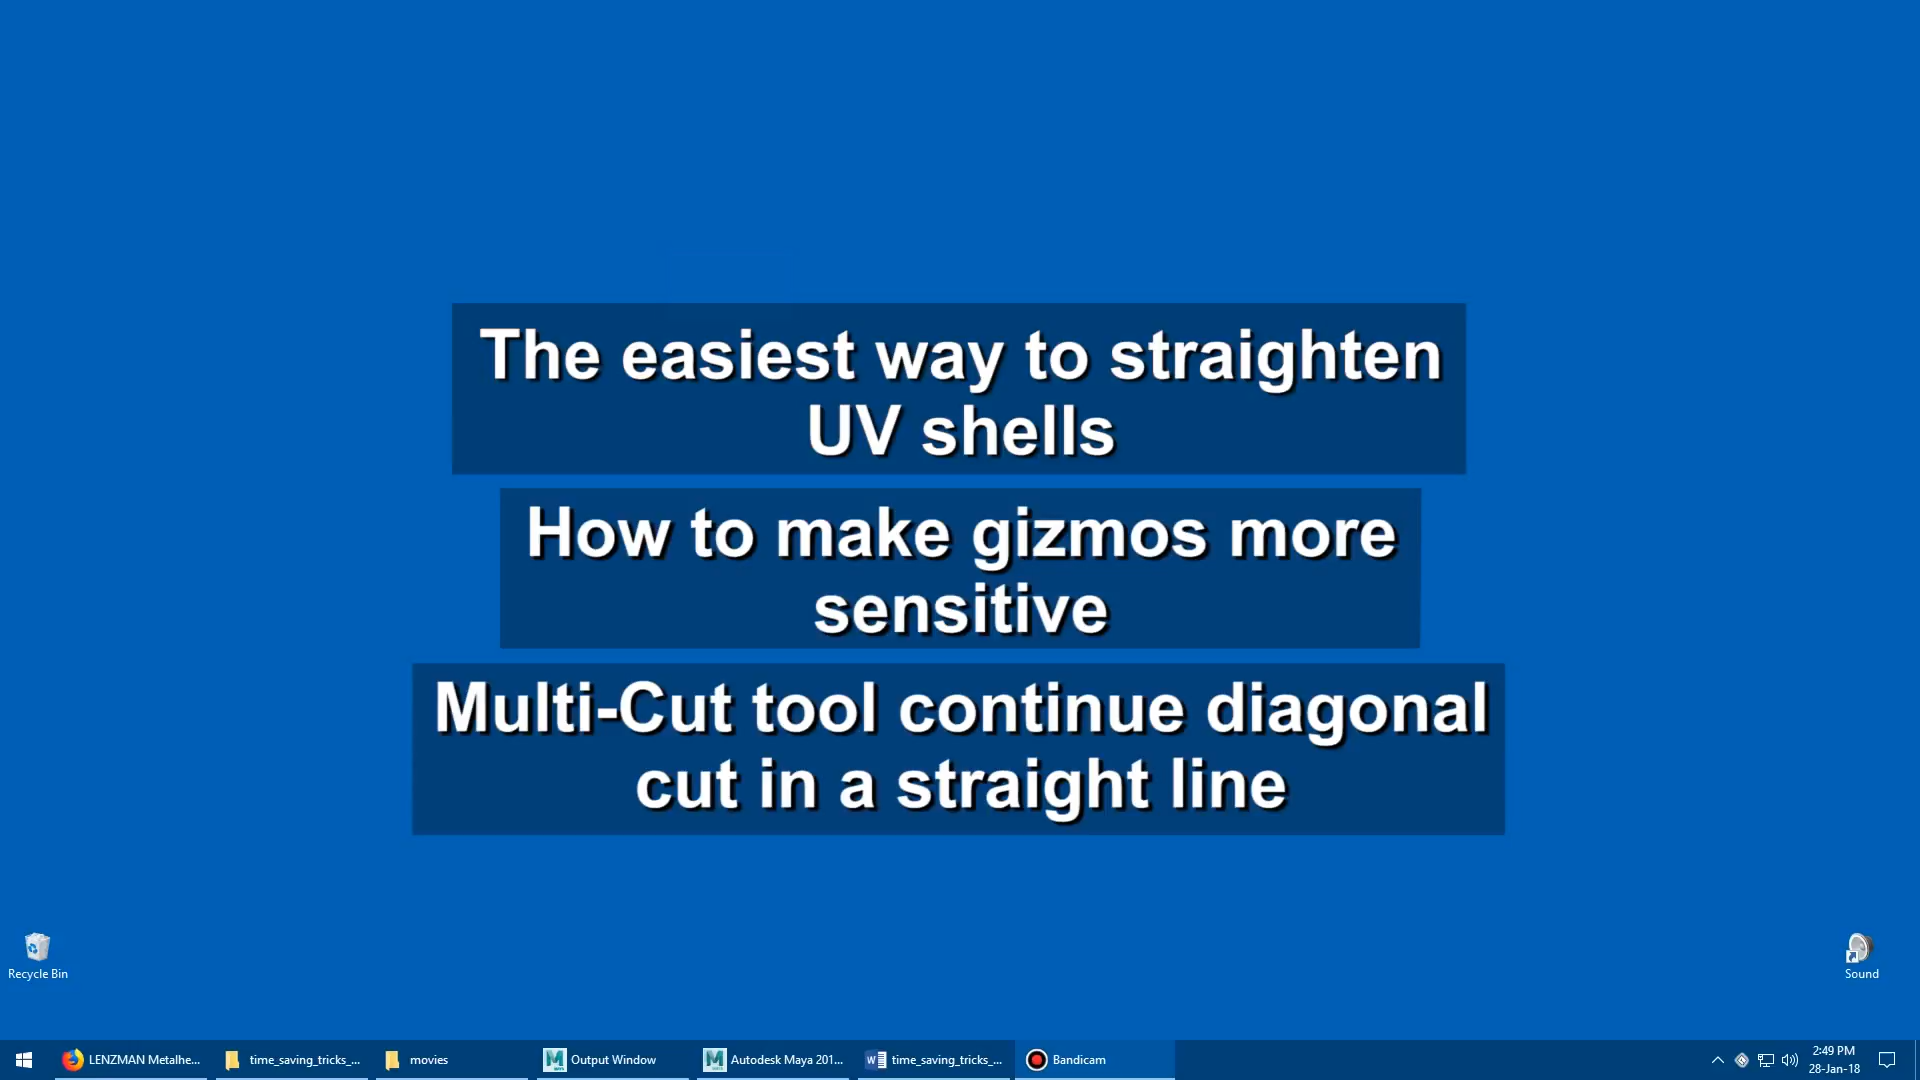 The easiest way to straighten
UV shells
How to make gizmos more
sensitive
Multi-Cut tool continue diagonal
cut in a straight line
Recycle Bin
Sound
LENZMAN Metalhe...
time_saving_tricks_...
movies
Output Window
Autodesk Maya 201...
time_saving_tricks_...
Bandicam
2:49 PM
28-Jan-18